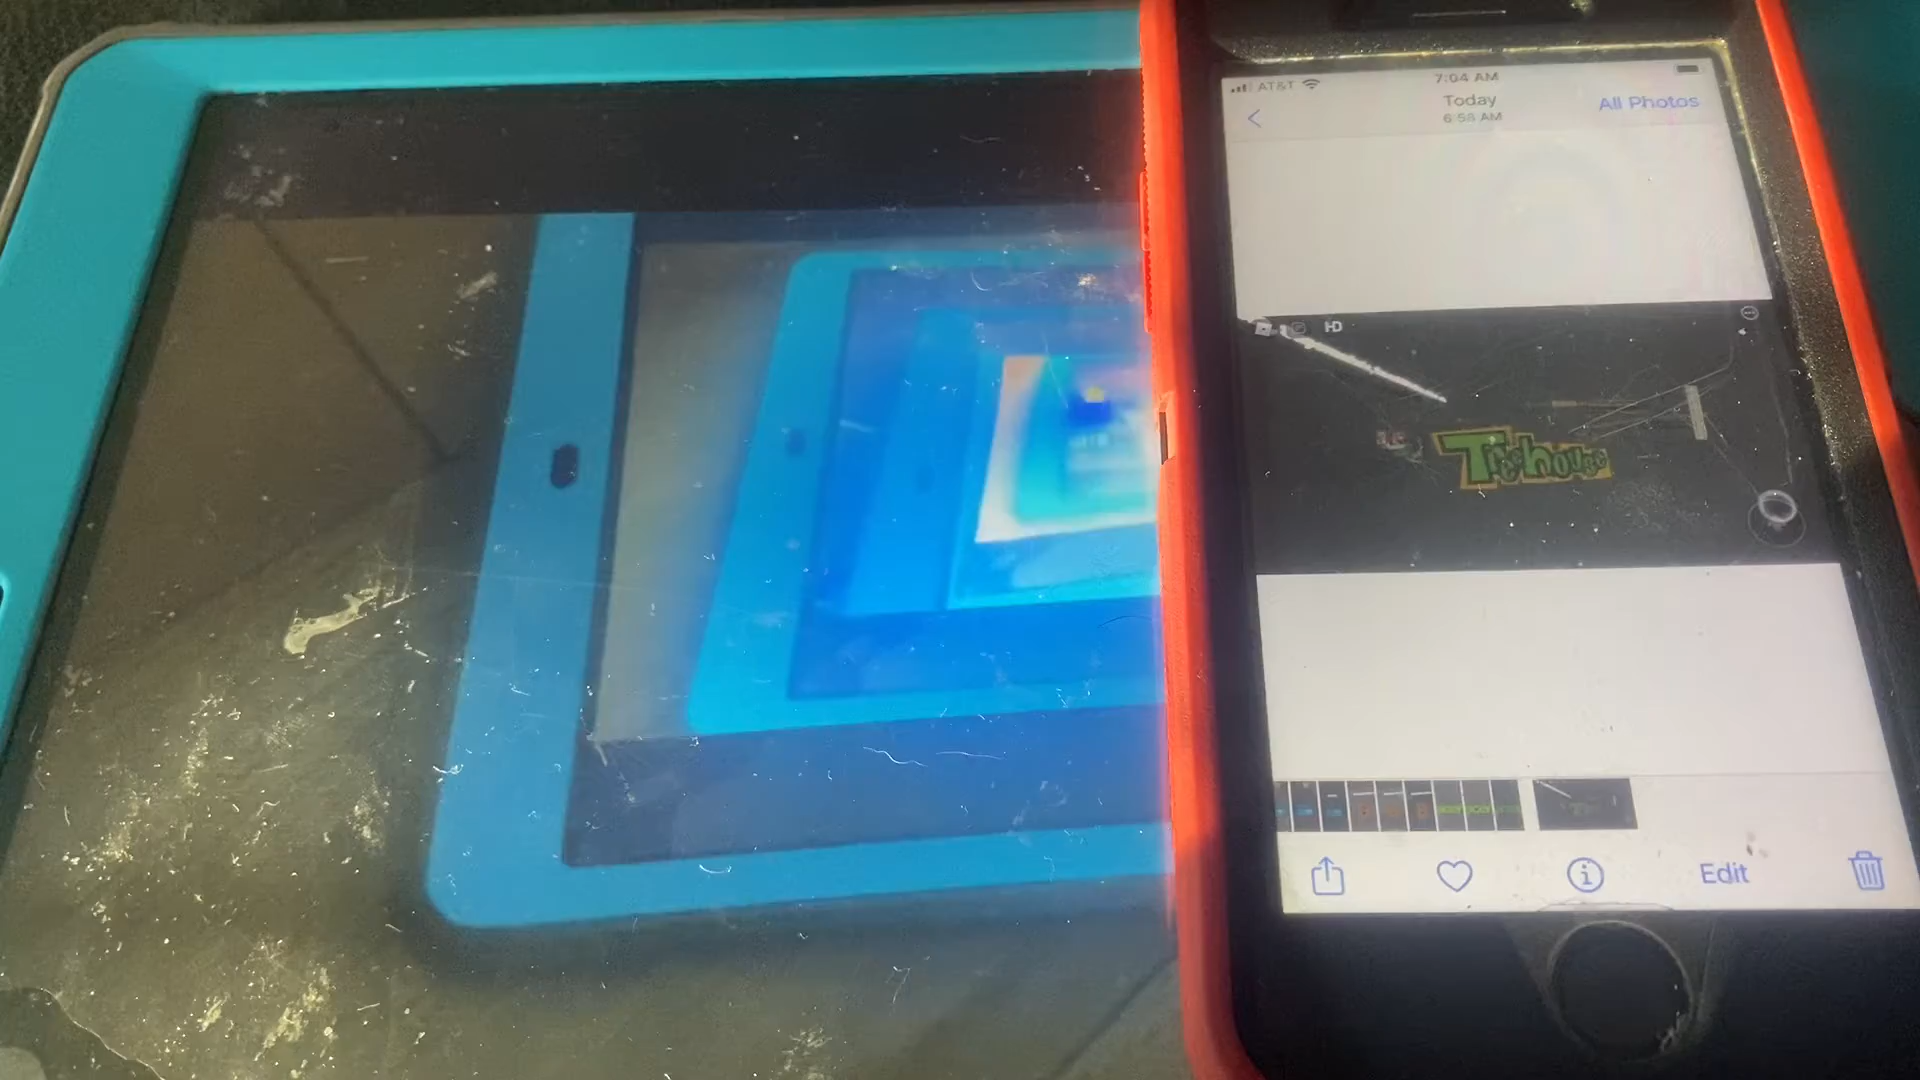 AT&T
7:04 AM
Today
6:58 AM
All Photos
HD
Treehouse
Edit